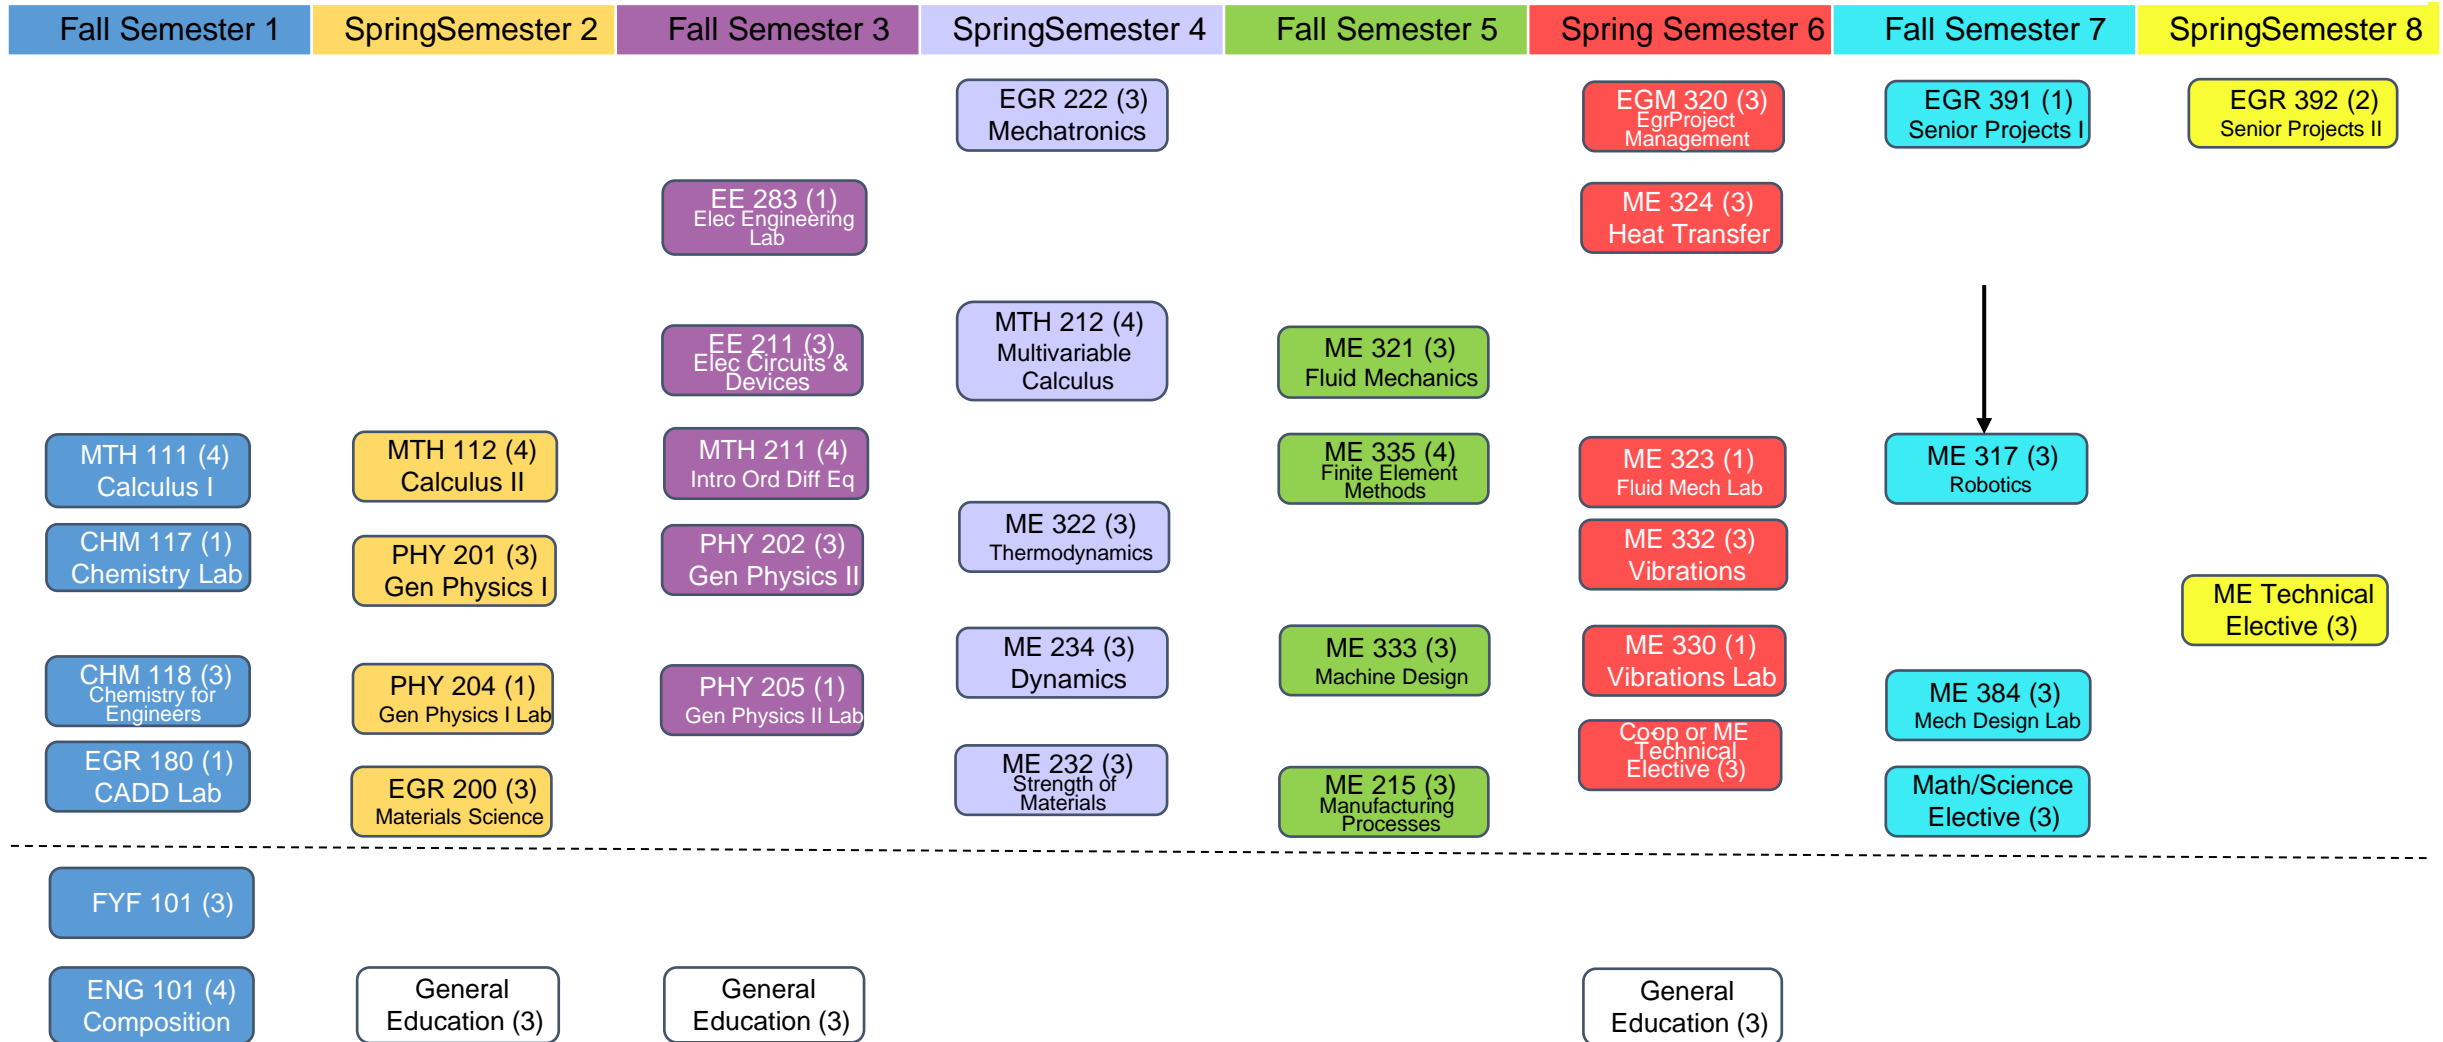 Fall Semester 1
SpringSemester 2
Fall Semester 3
SpringSemester 4
Fall Semester 5
Spring Semester 6
Fall Semester 7
SpringSemester 8
EGR 222 (3)
Mechatronics
EGM 320 (3)
EgrProject
Management
EGR 391 (1)
Senior Projects I
EGR 392 (2)
Senior Projects II
EE 283 (1)
Elec Engineering
Lab
ME 324 (3)
Heat Transfer
EE 211 (3)
Elec Circuits &
Devices
MTH 212 (4)
Multivariable
Calculus
ME 321 (3)
Fluid Mechanics
MTH 111 (4)
Calculus I
MTH 112 (4)
Calculus II
MTH 211 (4)
Intro Ord Diff Eq
ME 335 (4)
Finite Element
Methods
ME 323 (1)
Fluid Mech Lab
ME 317 (3)
Robotics
CHM 117 (1)
Chemistry Lab
PHY 201 (3)
Gen Physics I
PHY 202 (3)
Gen Physics II
ME 322 (3)
Thermodynamics
ME 332 (3)
Vibrations
ME Technical
Elective (3)
CHM 118 (3)
Chemistry for
Engineers
PHY 204 (1)
Gen Physics I Lab
PHY 205 (1)
Gen Physics II Lab
ME 234 (3)
Dynamics
ME 333 (3)
Machine Design
ME 330 (1)
Vibrations Lab
ME 384 (3)
Mech Design Lab
EGR 180 (1)
CADD Lab
EGR 200 (3)
Materials Science
ME 232 (3)
Strength of
Materials
ME 215 (3)
Manufacturing
Processes
Co-op or ME
Technical
Elective (3)
Math/Science
Elective (3)
FYF 101 (3)
ENG 101 (4)
Composition
General
Education (3)
General
Education (3)
General
Education (3)